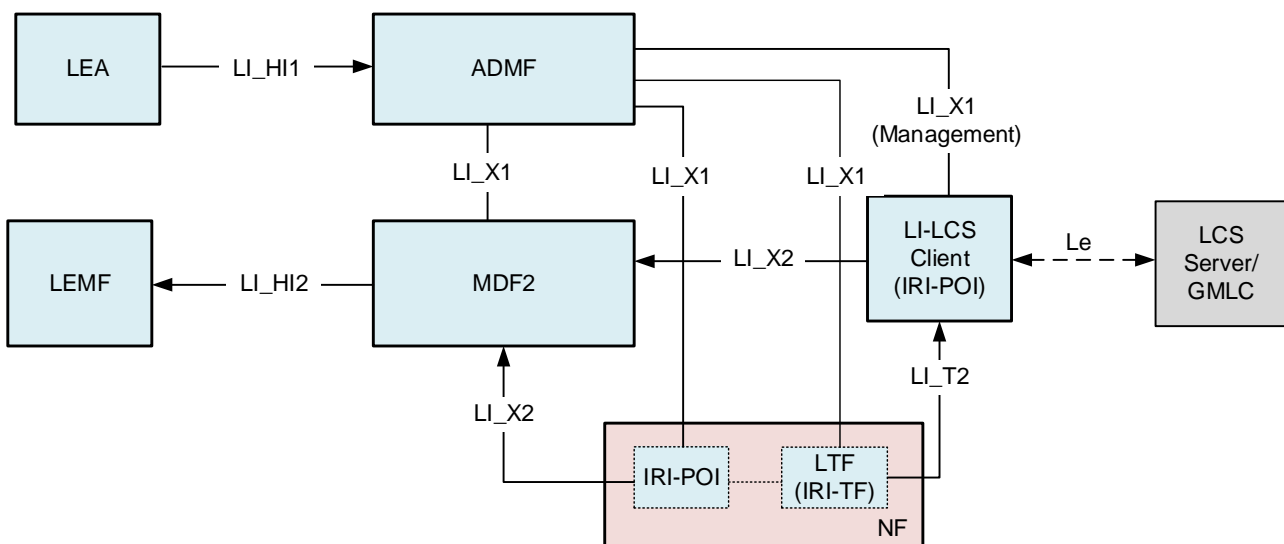 LEA
LI_HI1
ADMF
LI_X1
(Management)
LI_X1
LI_X1
LI_X1
LEMF
LI_HI2
MDF2
LI_X2
LI-LCS
Client
(IRI-POI)
Le
LCS
Server/
GMLC
LI_X2
LI_T2
IRI-POI
LTF
(IRI-TF)
NF